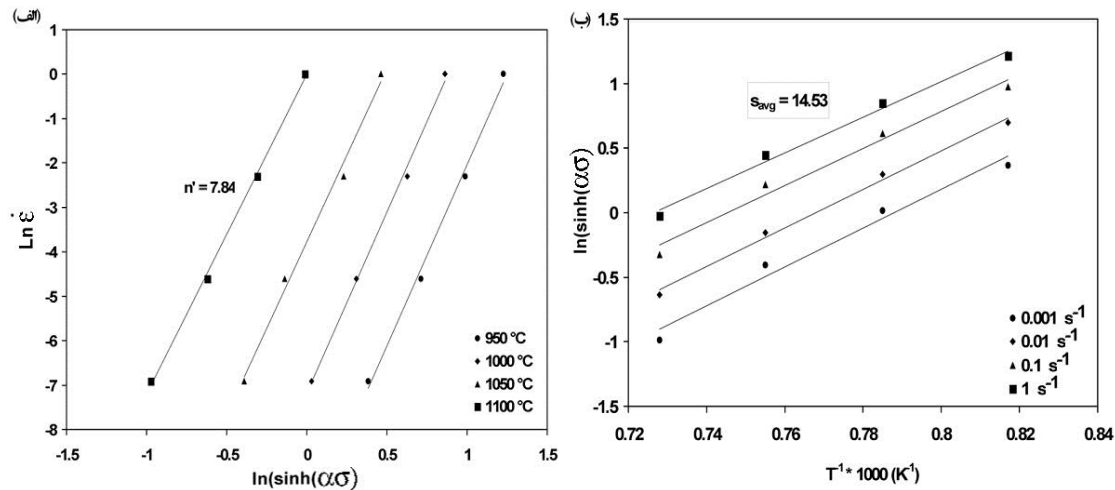 (الف)
1
0
-1
-2
-3
-4
-5
-6
-7
-8
Ln ε̇
n' = 7.84
950 °C
1000 °C
1050 °C
1100 °C
-1.5 -1 -0.5 0 0.5 1 1.5
ln(sinh(ασ)
(ب)
1.5
1
0.5
0
-0.5
-1
-1.5
ln(sinh(ασ)
s_avg = 14.53
0.001 s⁻¹
0.01 s⁻¹
0.1 s⁻¹
1 s⁻¹
0.72 0.74 0.76 0.78 0.8 0.82 0.84
T⁻¹ * 1000 (K⁻¹)